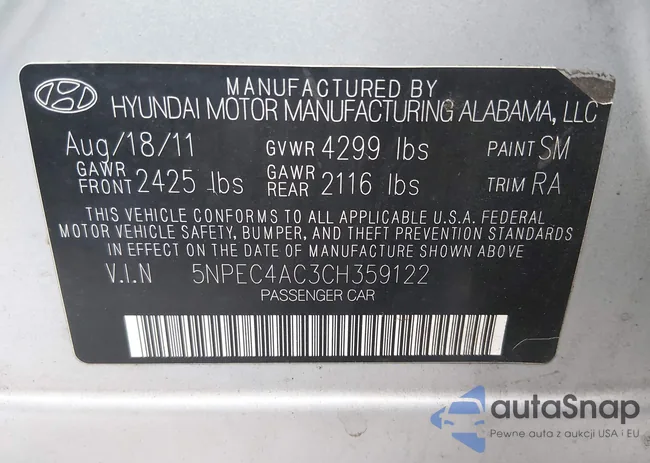 MANUFACTURED BY
HYUNDAI MOTOR MANUFACTURING ALABAMA, LLC
Aug/18/11 GVWR 4299 lbs PAINT SM
GAWR FRONT 2425 lbs GAWR REAR 2116 lbs TRIM RA
THIS VEHICLE CONFORMS TO ALL APPLICABLE U.S.A. FEDERAL
MOTOR VEHICLE SAFETY, BUMPER, AND THEFT PREVENTION STANDARDS
IN EFFECT ON THE DATE OF MANUFACTURE SHOWN ABOVE.
V.I.N 5NPEC4AC3CH359122
PASSENGER CAR
autoSnap
Pewne auta z aukcji USA i EU